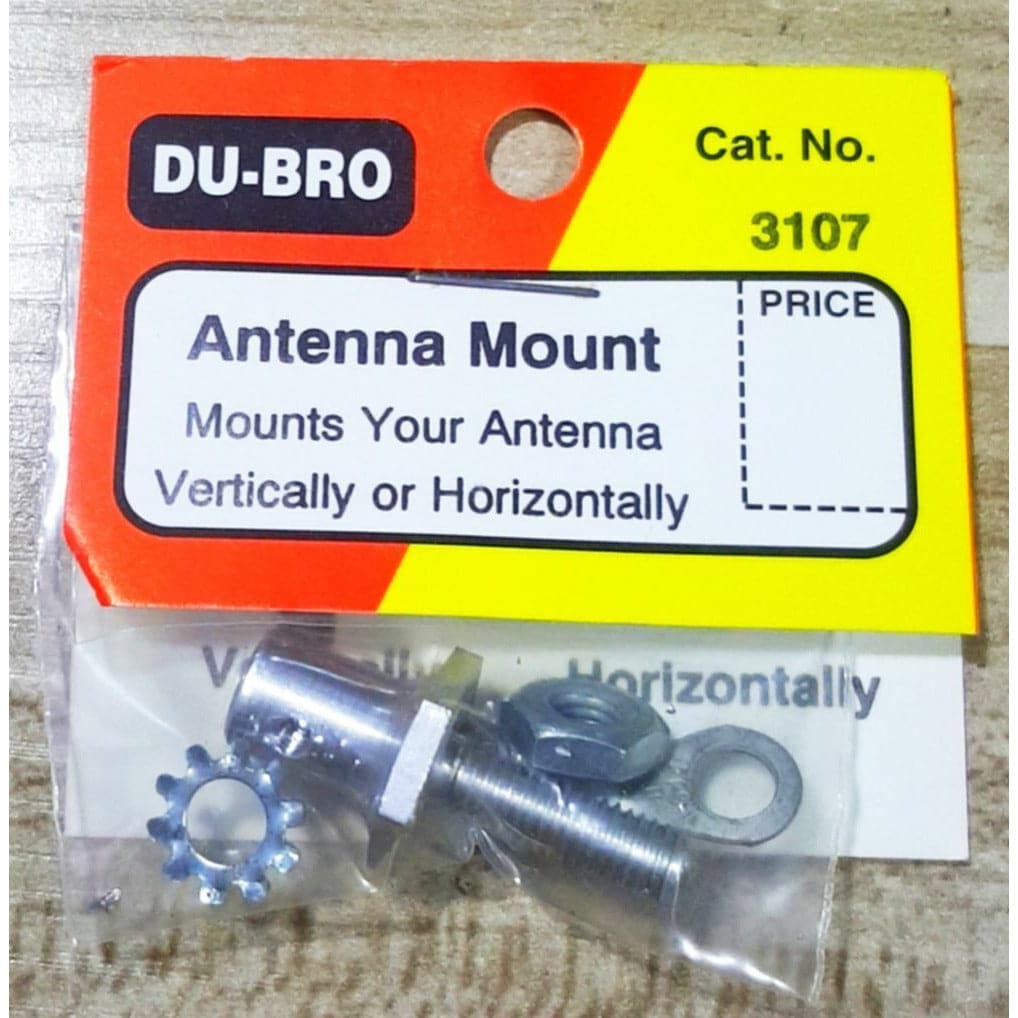 DU-BRO
Cat. No.
3107
Antenna Mount
PRICE
Mounts Your Antenna
Vertically or Horizontally
Horizontally